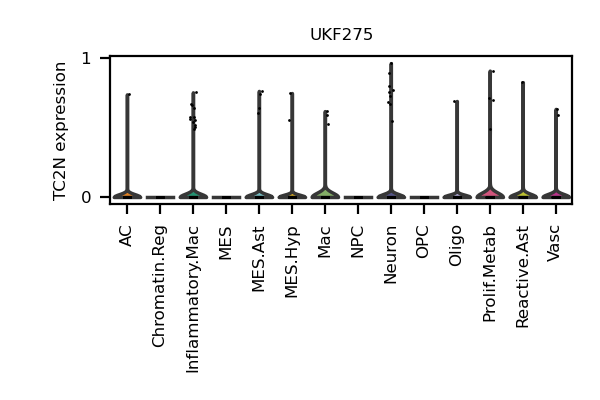 UKF275
TC2N expression
1
0
AC
Chromatin.Reg
Inflammatory.Mac
MES
MES.Ast
MES.Hyp
Mac
NPC
Neuron
OPC
Oligo
Prolif.Metab
Reactive.Ast
Vasc